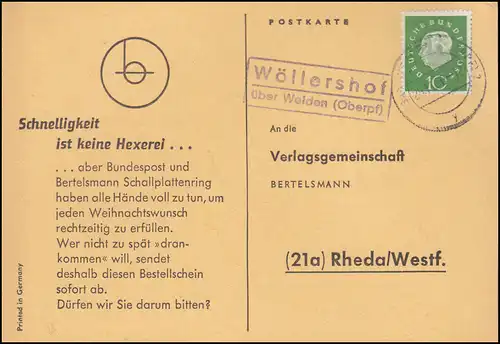 POSTKARTE
DEUTSCHE BUNDESPOST
10
b
Wöllershof
über Weiden (Oberpf)
Schnelligkeit
ist keine Hexerei . . .
. . . aber Bundespost und
Bertelsmann Schallplattenring
haben alle Hände voll zu tun, um
jeden Weihnachtswunsch
rechtzeitig zu erfüllen.
Wer nicht zu spät »dran-
kommen« will, sendet
deshalb diesen Bestellschein
sofort ab.
Dürfen wir Sie darum bitten?
An die
Verlagsgemeinschaft
BERTELSMANN
(21a) Rheda/Westf.
Printed in Germany